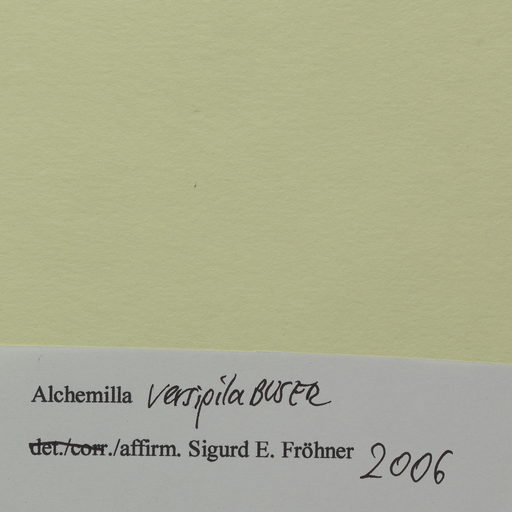 Alchemilla versipila BUSER
det./corr./affirm. Sigurd E. Fröhner 2006